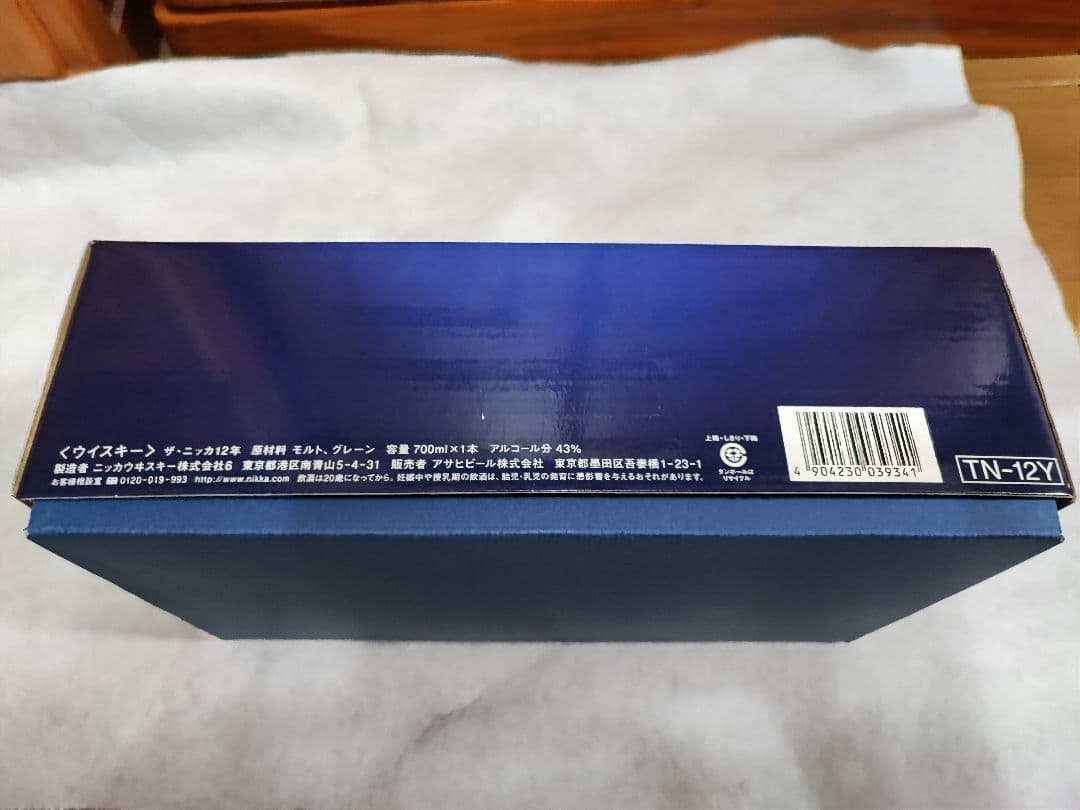 <ウイスキー> ザ・ニッカ12年 原材料 モルト、グレーン 容量 700ml×1本 アルコール分 43%
製造者 ニッカウヰスキー株式会社6 東京都港区南青山5-4-31 販売者 アサヒビール株式会社 東京都墨田区吾妻橋1-23-1
お客様相談室 0120-019-993 http://www.nikka.com 飲酒は20歳になってから。妊娠中や授乳期の飲酒は、胎児・乳児の発育に悪影響を与えるおそれがあります。
上箱・しきり・下箱
ダンボールは
リサイクル
4 904230 039341
TN-12Y